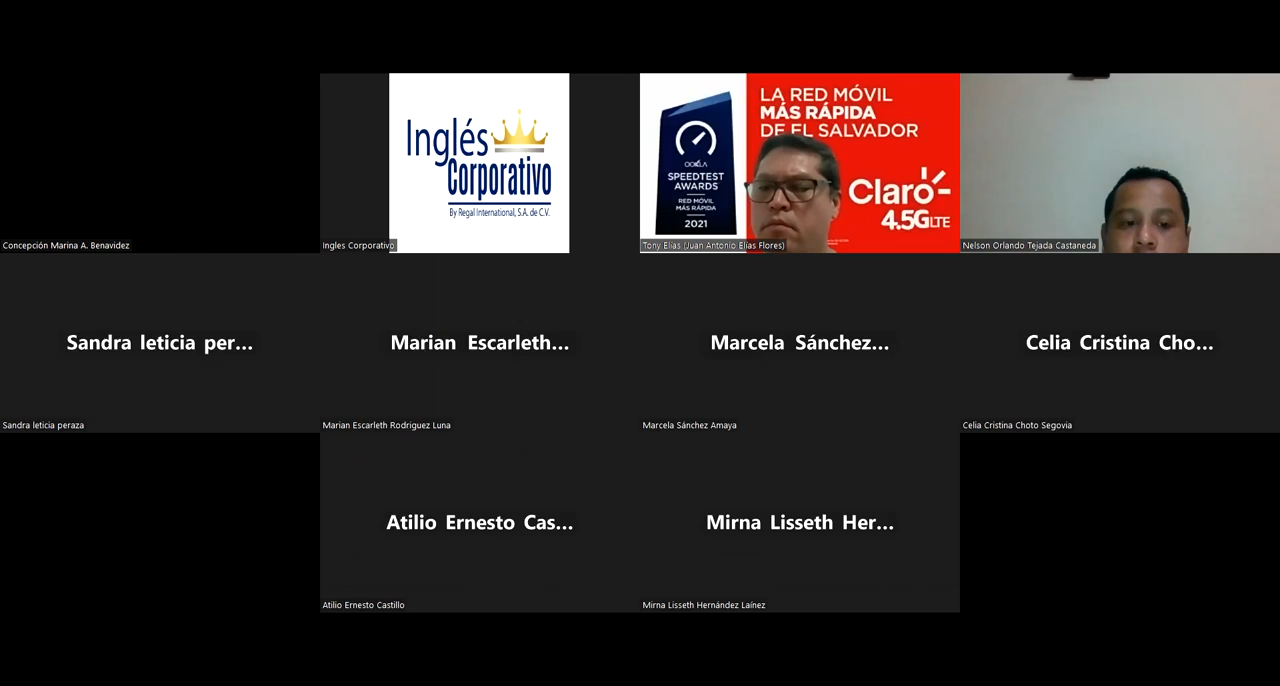 Concepción Marina A. Benavidez
Inglés
Corporativo
By Regal International, S.A. de C.V.
Ingles Corporativo
OOKLA
SPEEDTEST
AWARDS
RED MÓVIL
MÁS RÁPIDA
2021
LA RED MÓVIL
MÁS RÁPIDA
DE EL SALVADOR
Claro
4.5G LTE
Tony Elias (Juan Antonio Elías Flores)
Nelson Orlando Tejada Castaneda
Sandra leticia per...
Sandra leticia peraza
Marian Escarleth...
Marian Escarleth Rodriguez Luna
Marcela Sánchez...
Marcela Sánchez Amaya
Celia Cristina Cho...
Celia Cristina Choto Segovia
Atilio Ernesto Cas...
Atilio Ernesto Castillo
Mirna Lisseth Her...
Mirna Lisseth Hernández Laínez